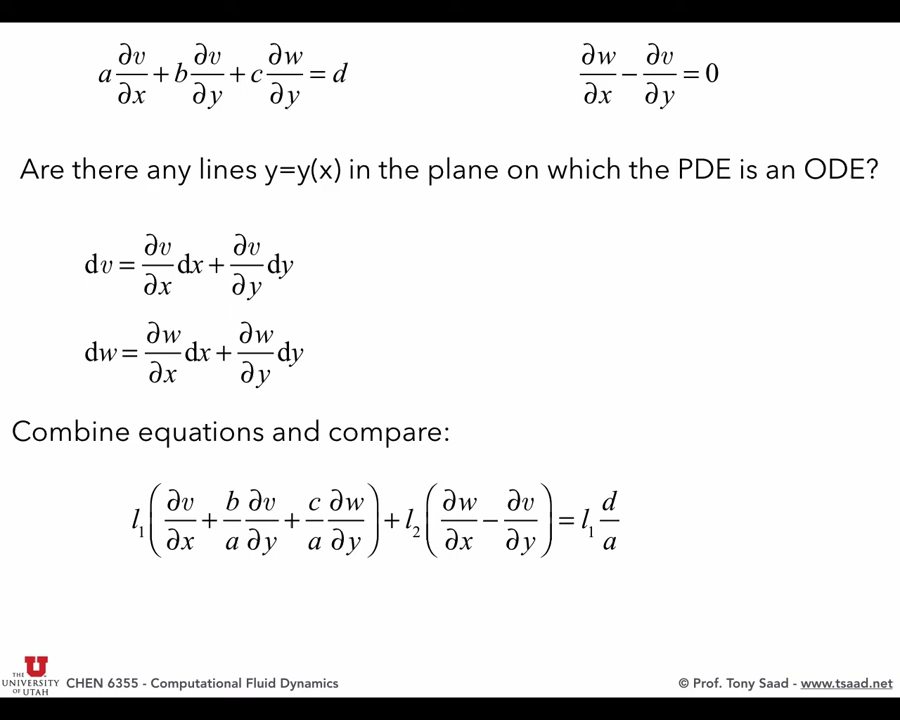 a ∂v/∂x + b ∂v/∂y + c ∂w/∂y = d
∂w/∂x − ∂v/∂y = 0
Are there any lines y=y(x) in the plane on which the PDE is an ODE?
dv = ∂v/∂x dx + ∂v/∂y dy
dw = ∂w/∂x dx + ∂w/∂y dy
Combine equations and compare:
l₁(∂v/∂x + b/a ∂v/∂y + c/a ∂w/∂y) + l₂(∂w/∂x − ∂v/∂y) = l₁ d/a
THE
UNIVERSITY
OF UTAH
CHEN 6355 - Computational Fluid Dynamics
© Prof. Tony Saad - www.tsaad.net